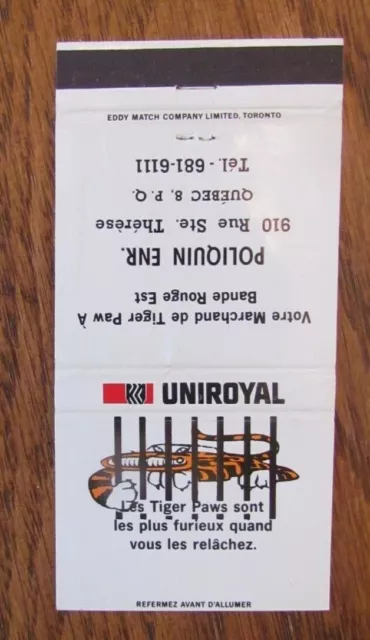 EDDY MATCH COMPANY LIMITED, TORONTO
Votre Marchand de Tiger Paw À
Bande Rouge Est
POLIQUIN ENR.
910 Rue Ste. Thérèse
QUÉBEC 8, P.Q.
Tél. - 681-6111
UNIROYAL
Les Tiger Paws sont
les plus furieux quand
vous les relâchez.
REFERMEZ AVANT D'ALLUMER